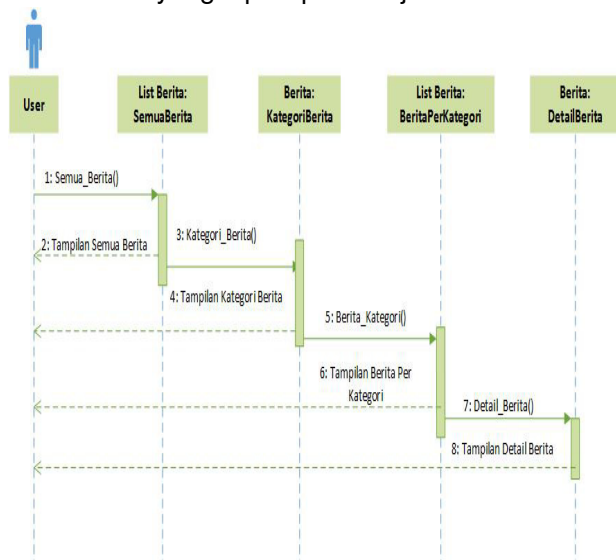 User
List Berita:
SemuaBerita
Berita:
KategoriBerita
List Berita:
BeritaPerKategori
Berita:
DetailBerita
1: Semua_Berita()
2: Tampilan Semua Berita
3: Kategori_Berita()
4: Tampilan Kategori Berita
5: Berita_Kategori()
6: Tampilan Berita Per
Kategori
7: Detail_Berita()
8: Tampilan Detail Berita